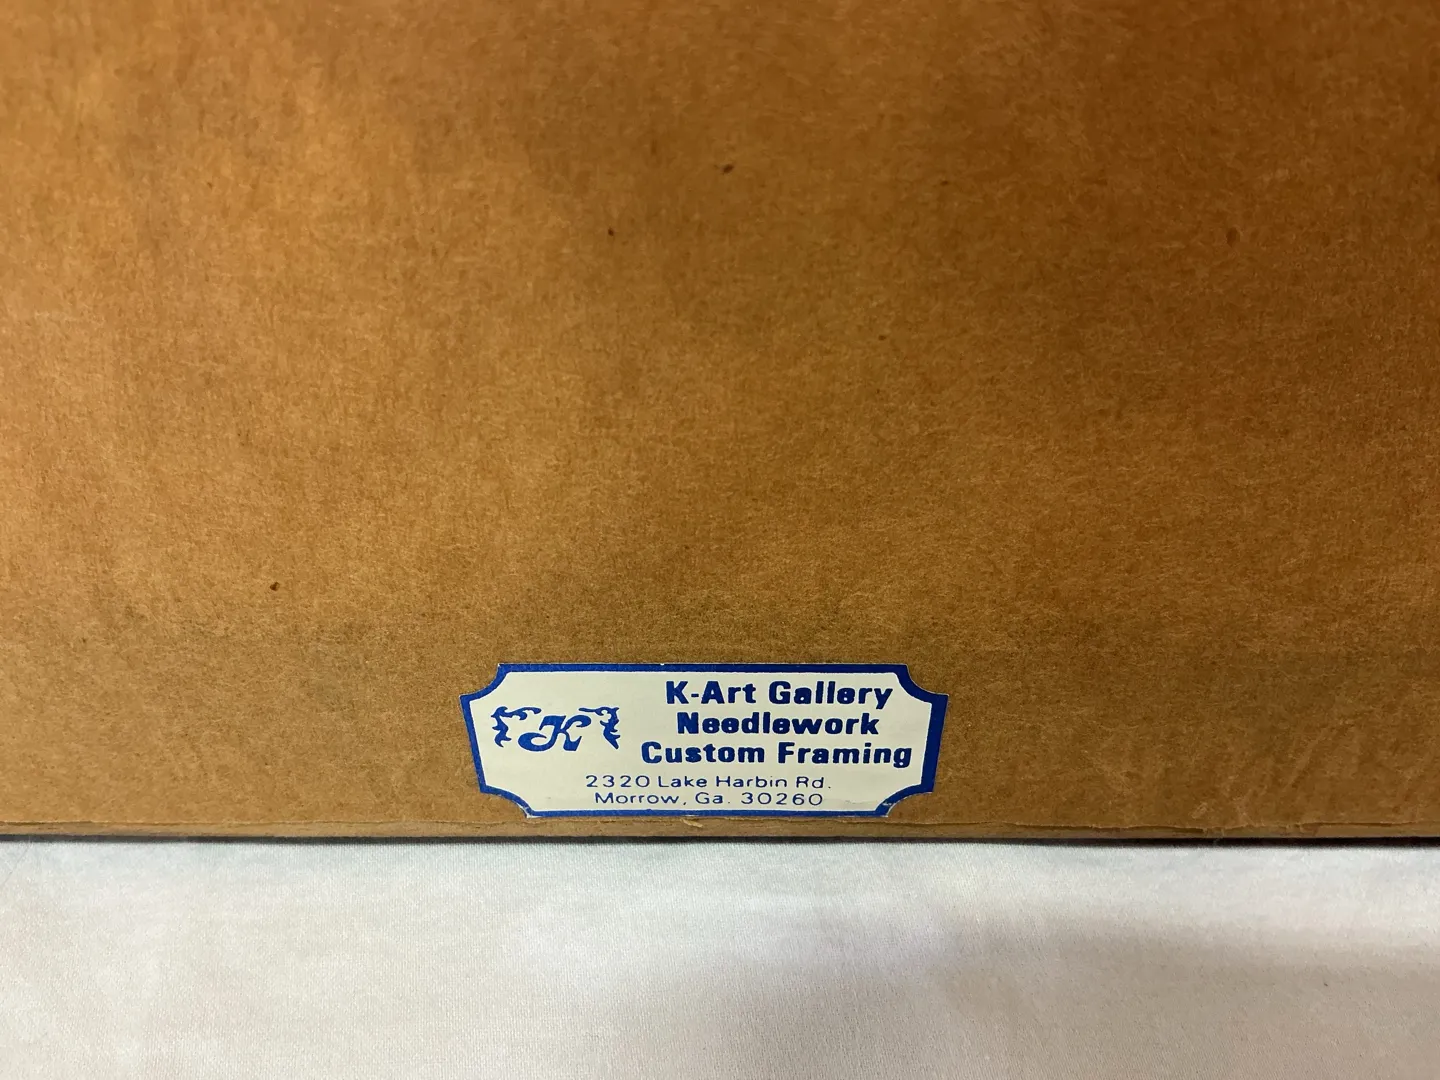 K
K-Art Gallery
Needlework
Custom Framing
2320 Lake Harbin Rd.
Morrow, Ga. 30260